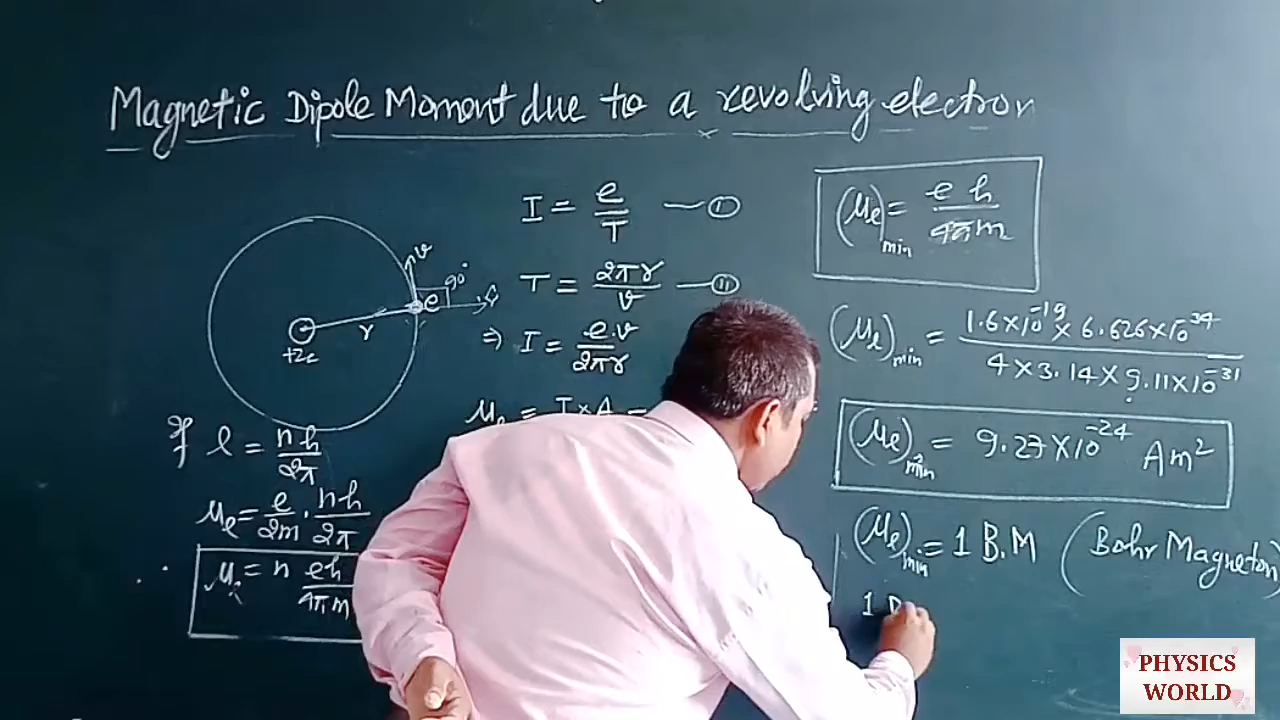 Magnetic Dipole Moment due to a revolving electron
I = e/T — (I)
T = 2πr/v — (II)
⇒ I = e.v/2πr
μe = I×A =
v
90°
e
r
+Ze
If l = nh/2π
μe = e/2m . nh/2π
= n eh/4πm
(μe)min = eh/4πm
(μe)min = 1.6×10^-19 × 6.626×10^-34 / 4×3.14×9.11×10^-31
(μe)min = 9.27×10^-24 Am²
(μe)min = 1 B.M (Bohr Magneton)
1
PHYSICS
WORLD